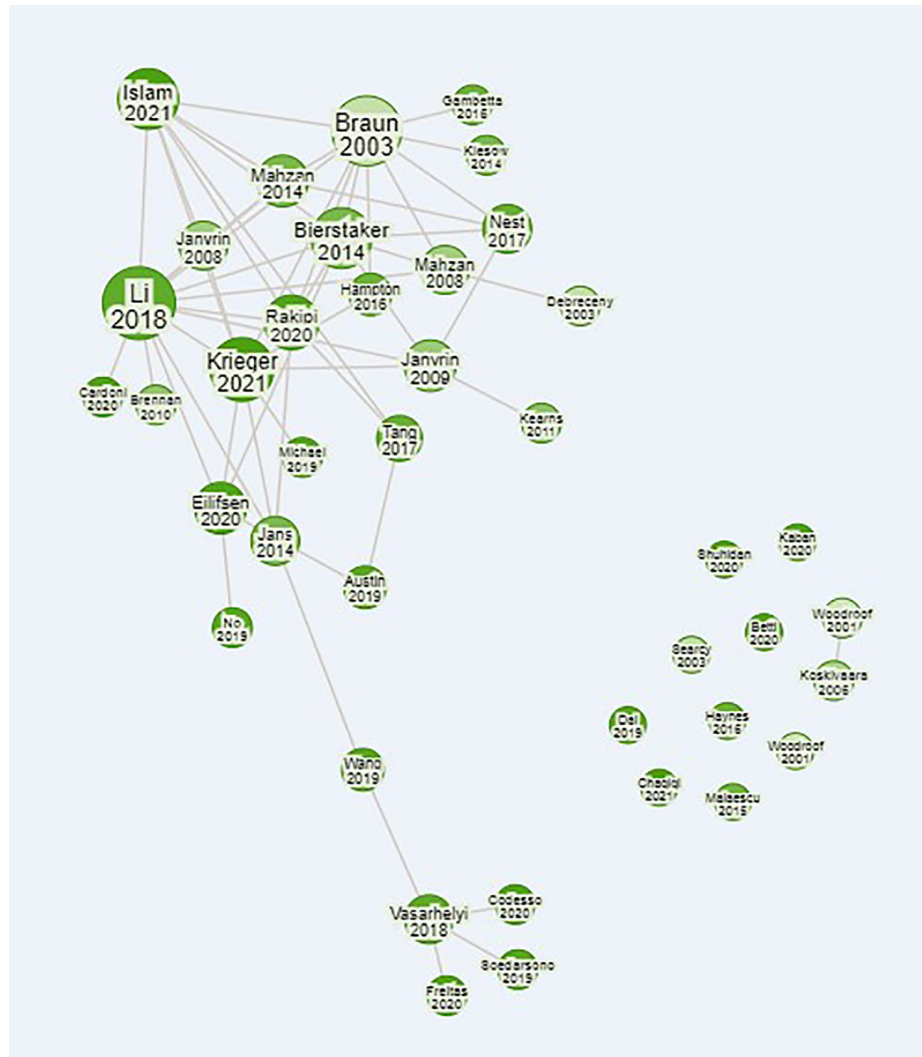 Islam
2021
Braun
2003
Gambetta
2016
Klesow
2014
Mahzan
2014
Janvrin
2008
Bierstaker
2014
Nest
2017
Mahzan
2008
Li
2018
Hampton
2016
Debreceny
2003
Rakipi
2020
Krieger
2021
Janvrin
2009
Cardoni
2020
Brennan
2010
Kearns
2011
Tang
2017
Michael
2019
Eilifsen
2020
Jans
2014
Austin
2019
No
2019
Kaban
2020
Shuhidan
2020
Woodroof
2001
Betti
2020
Searcy
2003
Koskivaara
2006
Dai
2019
Haynes
2016
Woodroof
2001
Wang
2019
Chaqiqi
2021
Malaescu
2015
Codesso
2020
Vasarhelyi
2018
Soedarsono
2019
Freitas
2020